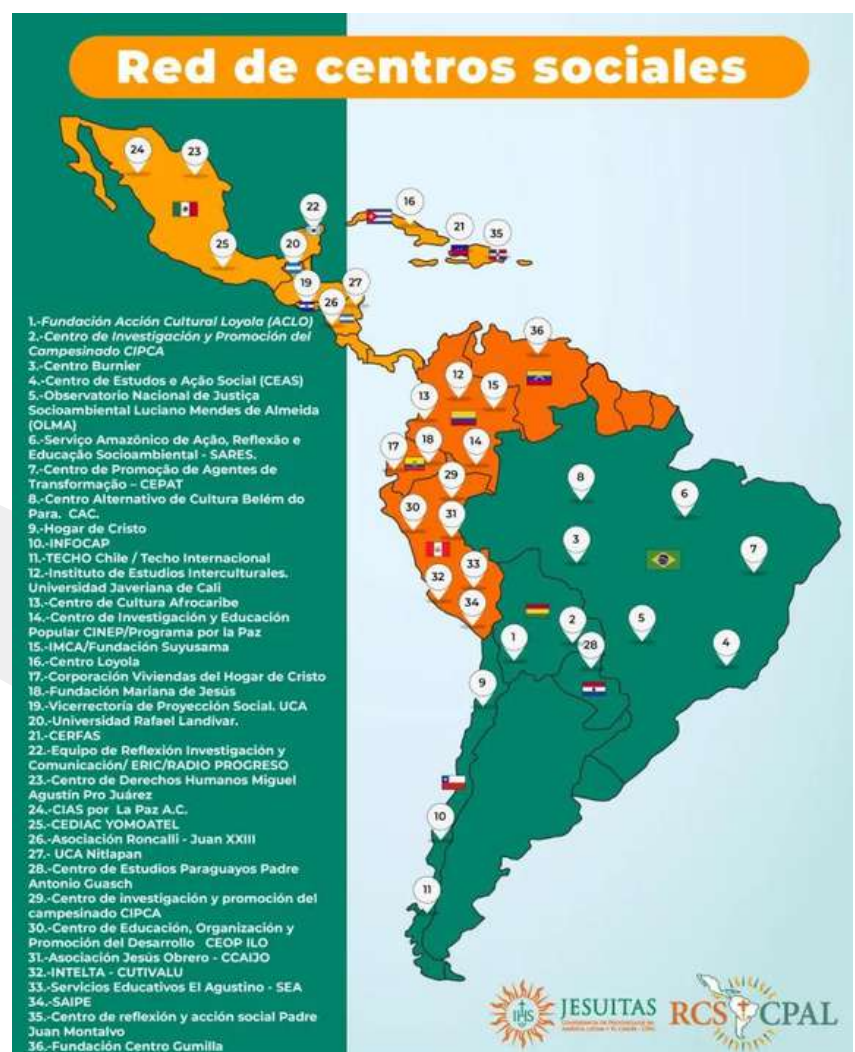 Red de centros sociales
24
23
22
16
21
35
25
20
19
27
26
36
12
15
13
17
18
14
29
30
31
8
6
3
7
32
33
34
1
2
28
5
4
9
10
11
1.-Fundación Acción Cultural Loyola (ACLO)
2.-Centro de Investigación y Promoción del
Campesinado CIPCA
3.-Centro Burnier
4.-Centro de Estudos e Ação Social (CEAS)
5.-Observatorio Nacional de Justiça
Socioambiental Luciano Mendes de Almeida
(OLMA)
6.-Serviço Amazônico de Ação, Reflexão e
Educação Socioambiental - SARES.
7.-Centro de Promoção de Agentes de
Transformação – CEPAT
8.-Centro Alternativo de Cultura Belém do
Para. CAC.
9.-Hogar de Cristo
10.-INFOCAP
11.-TECHO Chile / Techo Internacional
12.-Instituto de Estudios Interculturales.
Universidad Javeriana de Cali
13.-Centro de Cultura Afrocaribe
14.-Centro de Investigación y Educación
Popular CINEP/Programa por la Paz
15.-IMCA/Fundación Suyusama
16.-Centro Loyola
17.-Corporación Viviendas del Hogar de Cristo
18.-Fundación Mariana de Jesús
19.-Vicerrectoría de Proyección Social. UCA
20.-Universidad Rafael Landívar.
21.-CERFAS
22.-Equipo de Reflexión Investigación y
Comunicación/ ERIC/RADIO PROGRESO
23.-Centro de Derechos Humanos Miguel
Agustín Pro Juárez
24.-CIAS por La Paz A.C.
25.-CEDIAC YOMOATEL
26.-Asociación Roncalli - Juan XXIII
27.- UCA Nitlapan
28.-Centro de Estudios Paraguayos Padre
Antonio Guasch
29.-Centro de investigación y promoción del
campesinado CIPCA
30.-Centro de Educación, Organización y
Promoción del Desarrollo CEOP ILO
31.-Asociación Jesús Obrero - CCAIJO
32.-INTELTA - CUTIVALU
33.-Servicios Educativos El Agustino - SEA
34.-SAIPE
35.-Centro de reflexión y acción social Padre
Juan Montalvo
36.-Fundación Centro Gumilla
IHS
JESUITAS
CONFERENCIA DE PROVINCIALES EN
AMÉRICA LATINA Y EL CARIBE - CPAL
RCS CPAL